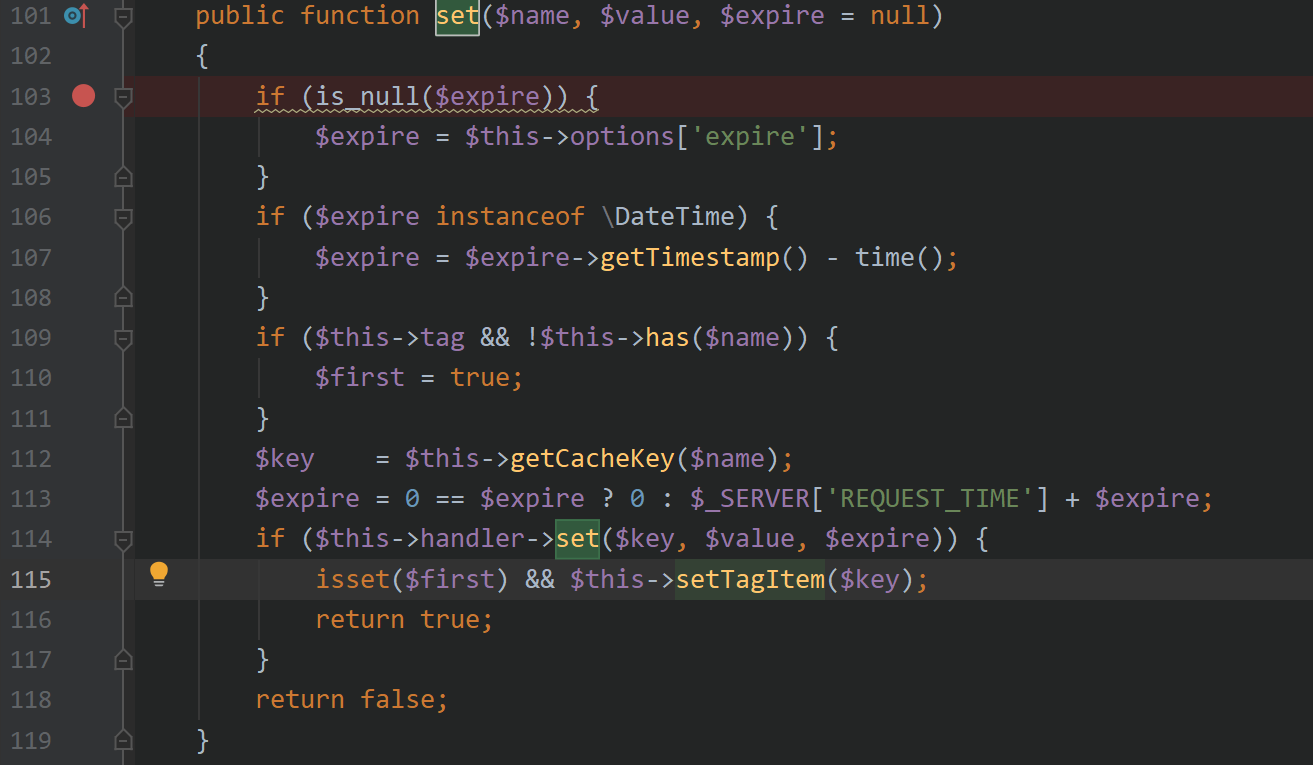 101 public function set($name, $value, $expire = null)
102 {
103 if (is_null($expire)) {
104 $expire = $this->options['expire'];
105 }
106 if ($expire instanceof \DateTime) {
107 $expire = $expire->getTimestamp() - time();
108 }
109 if ($this->tag && !$this->has($name)) {
110 $first = true;
111 }
112 $key    = $this->getCacheKey($name);
113 $expire = 0 == $expire ? 0 : $_SERVER['REQUEST_TIME'] + $expire;
114 if ($this->handler->set($key, $value, $expire)) {
115 isset($first) && $this->setTagItem($key);
116 return true;
117 }
118 return false;
119 }